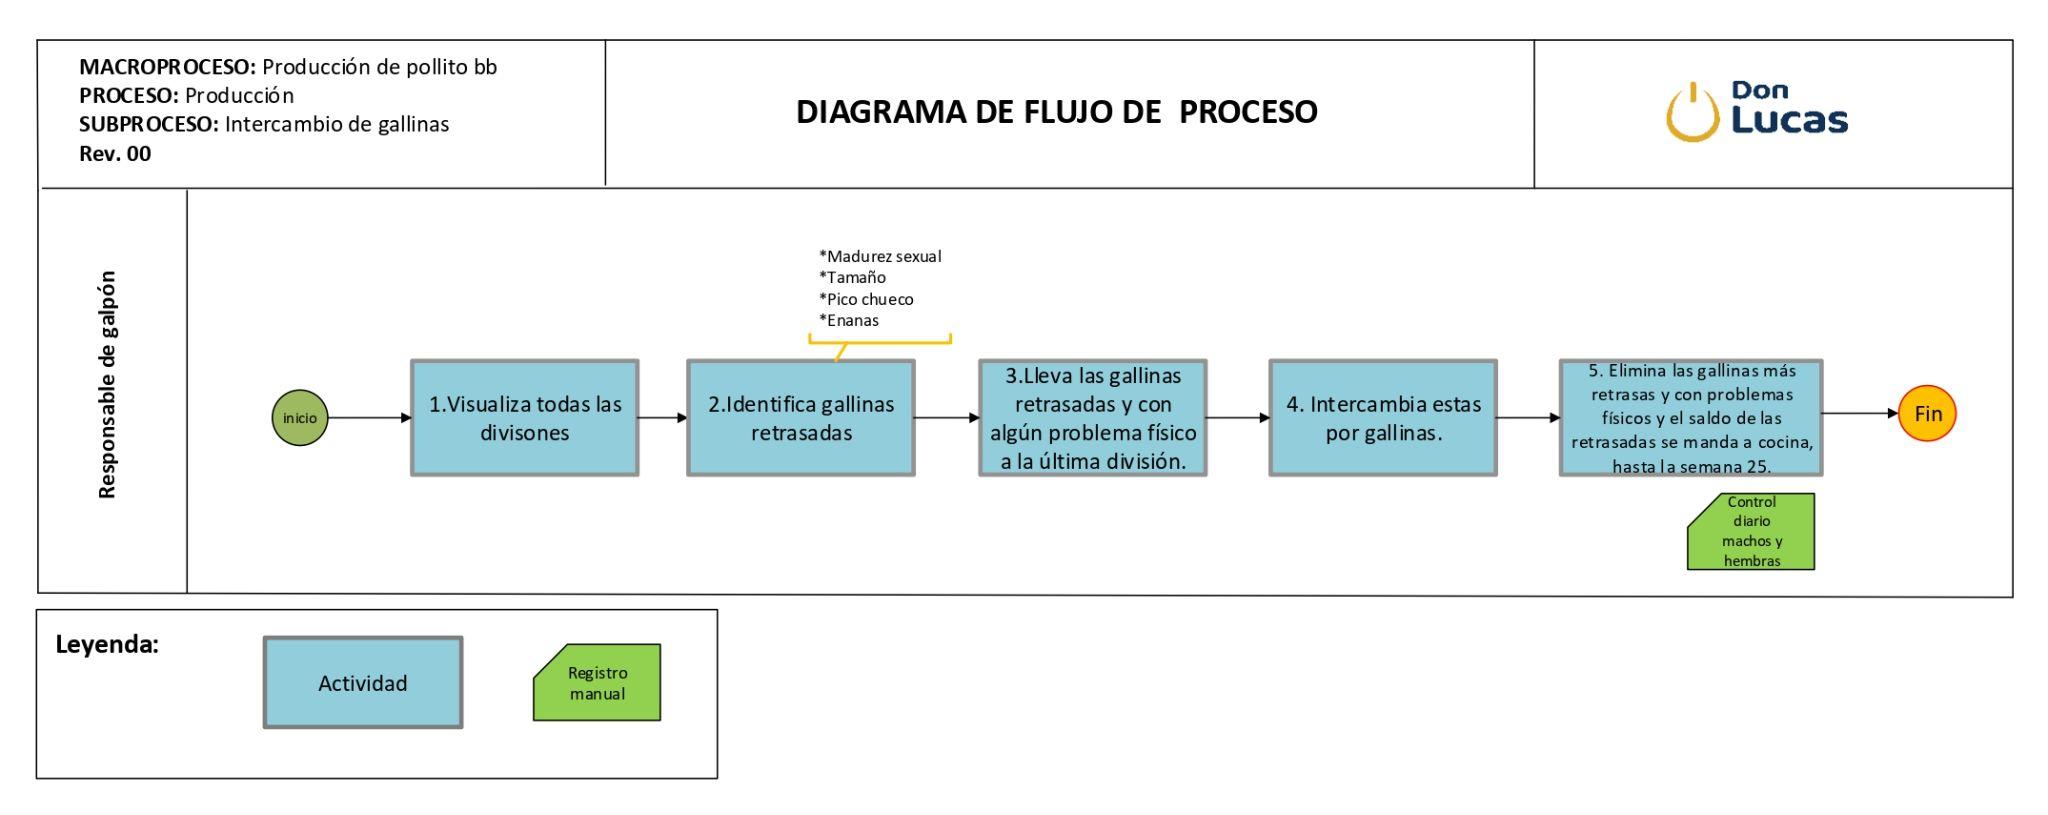 MACROPROCESO: Producción de pollito bb
PROCESO: Producción
SUBPROCESO: Intercambio de gallinas
Rev. 00
DIAGRAMA DE FLUJO DE PROCESO
Don
Lucas
Responsable de galpón
inicio
1.Visualiza todas las
divisones
*Madurez sexual
*Tamaño
*Pico chueco
*Enanas
2.Identifica gallinas
retrasadas
3.Lleva las gallinas
retrasadas y con
algún problema físico
a la última división.
4. Intercambia estas
por gallinas.
5. Elimina las gallinas más
retrasas y con problemas
físicos y el saldo de las
retrasadas se manda a cocina,
hasta la semana 25.
Fin
Control
diario
machos y
hembras
Leyenda:
Actividad
Registro
manual